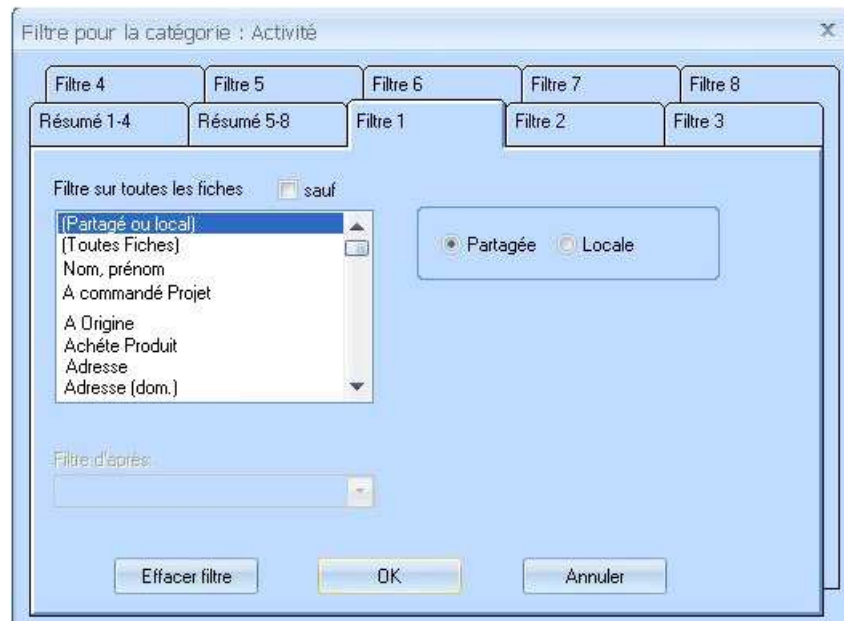 Filtre pour la catégorie : Activité
x
Filtre 4 Filtre 5 Filtre 6 Filtre 7 Filtre 8
Résumé 1-4 Résumé 5-8 Filtre 1 Filtre 2 Filtre 3
Filtre sur toutes les fiches sauf
(Partagé ou local)
(Toutes Fiches)
Nom, prénom
A commandé Projet
A Origine
Achéte Produit
Adresse
Adresse (dom.)
Partagée Locale
Filtre d'après:
Effacer filtre OK Annuler